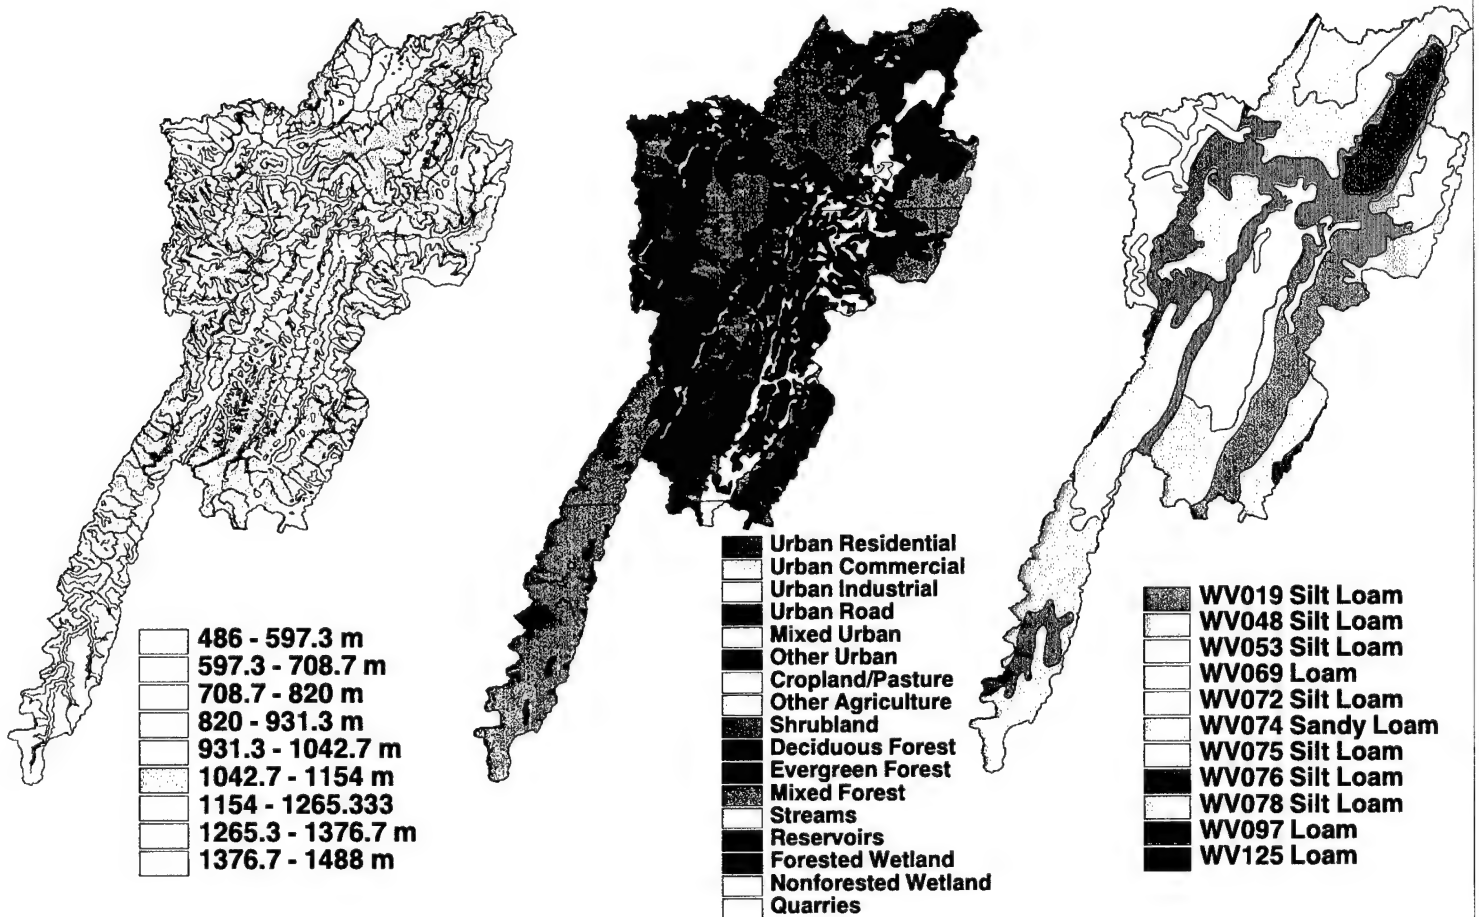 486 - 597.3 m
597.3 - 708.7 m
708.7 - 820 m
820 - 931.3 m
931.3 - 1042.7 m
1042.7 - 1154 m
1154 - 1265.333
1265.3 - 1376.7 m
1376.7 - 1488 m
Urban Residential
Urban Commercial
Urban Industrial
Urban Road
Mixed Urban
Other Urban
Cropland/Pasture
Other Agriculture
Shrubland
Deciduous Forest
Evergreen Forest
Mixed Forest
Streams
Reservoirs
Forested Wetland
Nonforested Wetland
Quarries
WV019 Silt Loam
WV048 Silt Loam
WV053 Silt Loam
WV069 Loam
WV072 Silt Loam
WV074 Sandy Loam
WV075 Silt Loam
WV076 Silt Loam
WV078 Silt Loam
WV097 Loam
WV125 Loam